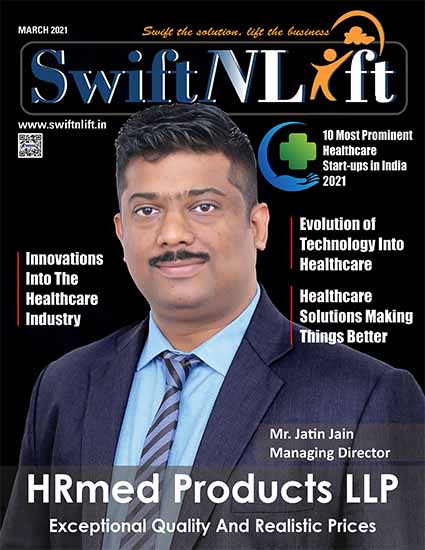 MARCH 2021
Swift the solution, lift the business
SwiftNLift
www.swiftnlift.in
10 Most Prominent
Healthcare
Start-ups in India
2021
Evolution of
Technology Into
Healthcare
Innovations
Into The
Healthcare
Industry
Healthcare
Solutions Making
Things Better
Mr. Jatin Jain
Managing Director
HRmed Products LLP
Exceptional Quality And Realistic Prices